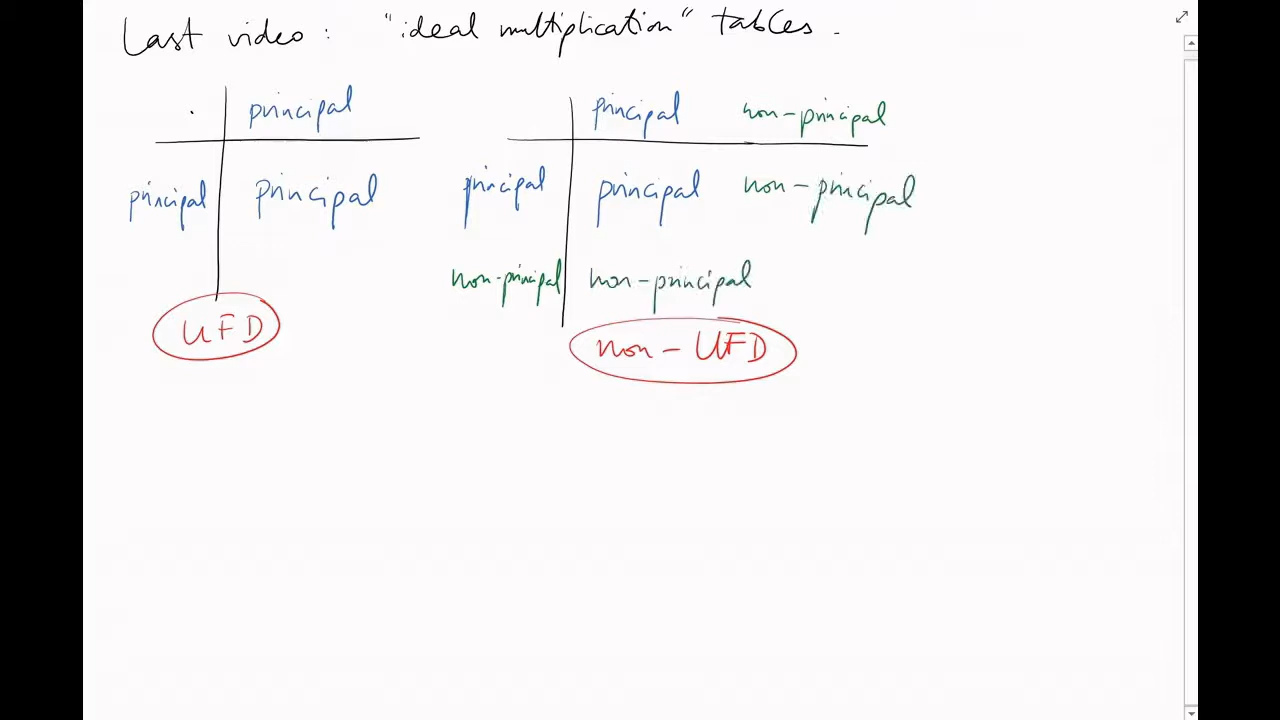 Last video : "ideal multiplication" tables.
. principal principal non-principal
principal principal principal principal non-principal
non-principal non-principal
UFD non-UFD